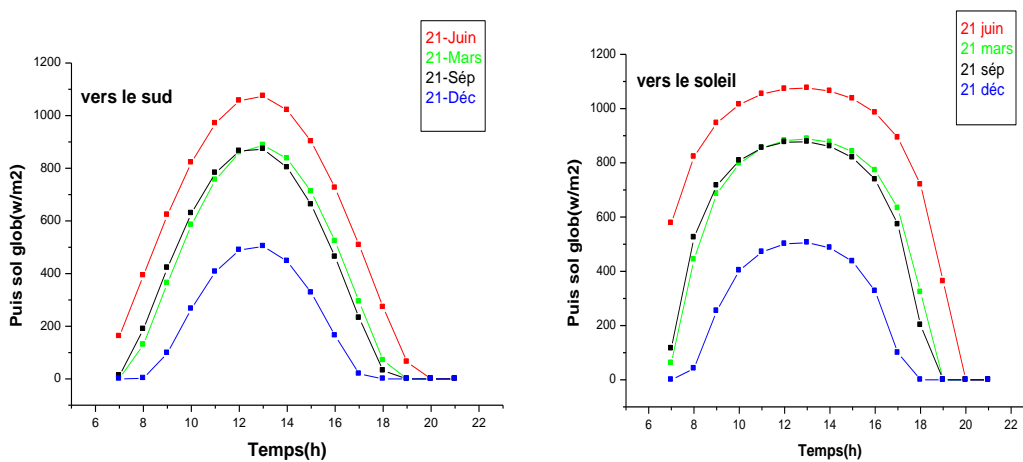 21-Juin
21-Mars
21-Sép
21-Déc
vers le sud
Puis sol glob(w/m2)
1200
1000
800
600
400
200
0
6 8 10 12 14 16 18 20 22
Temps(h)
21 juin
21 mars
21 sép
21 déc
vers le soleil
Puis sol glob(w/m2)
1200
1000
800
600
400
200
0
6 8 10 12 14 16 18 20 22
Temps(h)